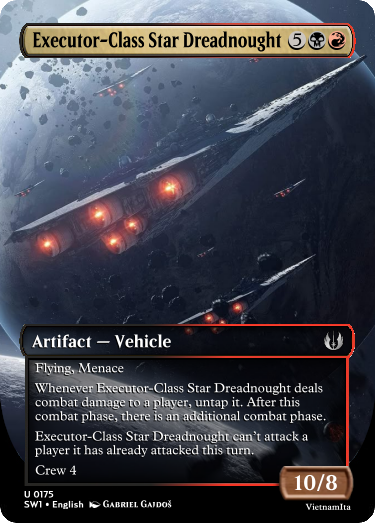 Executor-Class Star Dreadnought 5
Artifact — Vehicle
Flying, Menace
Whenever Executor-Class Star Dreadnought deals
combat damage to a player, untap it. After this
combat phase, there is an additional combat phase.
Executor-Class Star Dreadnought can't attack a
player it has already attacked this turn.
Crew 4
10/8
U 0175
SW1 • English Gabriel Gajdoš
VietnamIta